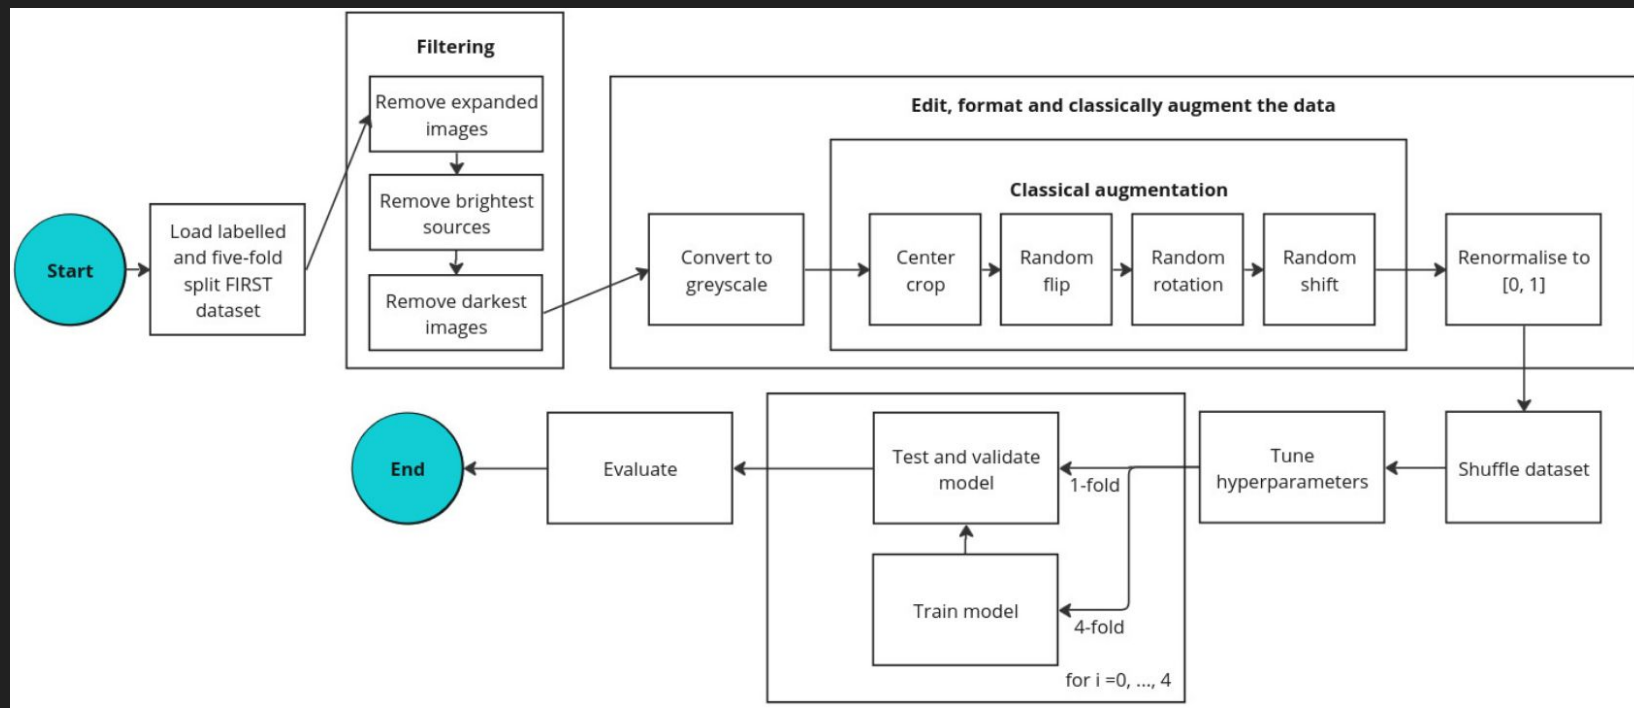 Filtering
Remove expanded
images
Remove brightest
sources
Remove darkest
images
Start
Load labelled
and five-fold
split FIRST
dataset
Edit, format and classically augment the data
Classical augmentation
Convert to
greyscale
Center
crop
Random
flip
Random
rotation
Random
shift
Renormalise to
[0, 1]
Shuffle dataset
Tune
hyperparameters
1-fold
4-fold
Test and validate
model
Train model
for i =0, ..., 4
Evaluate
End